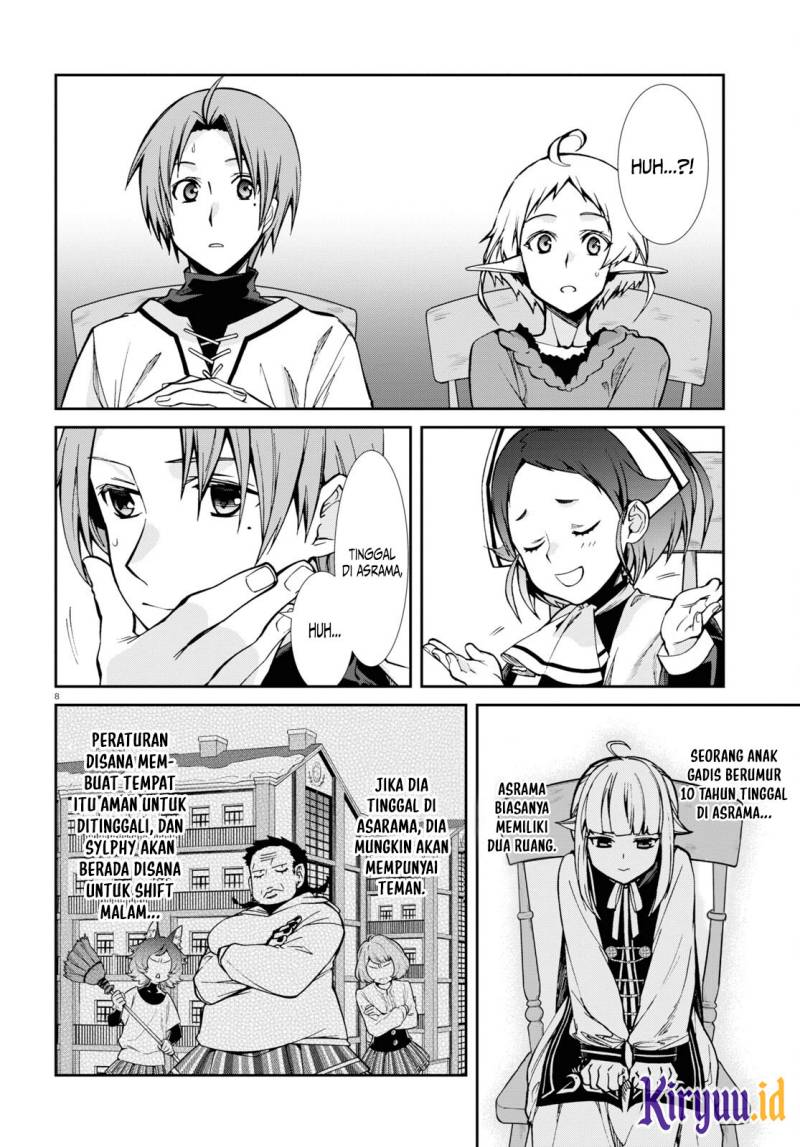 HUH...?!
TINGGAL
DI ASRAMA,
HUH...
8
SEORANG ANAK
GADIS BERUMUR
10 TAHUN TINGGAL
DI ASRAMA...
ASRAMA
BIASANYA
MEMILIKI
DUA RUANG.
JIKA DIA
TINGGAL DI
ASARAMA, DIA
MUNGKIN AKAN
MEMPUNYAI
TEMAN.
PERATURAN
DISANA MEM-
BUAT TEMPAT
ITU AMAN UNTUK
DITINGGALI, DAN
SYLPHY AKAN
BERADA DISANA
UNTUK SHIFT
MALAM...
Kiryuu.id